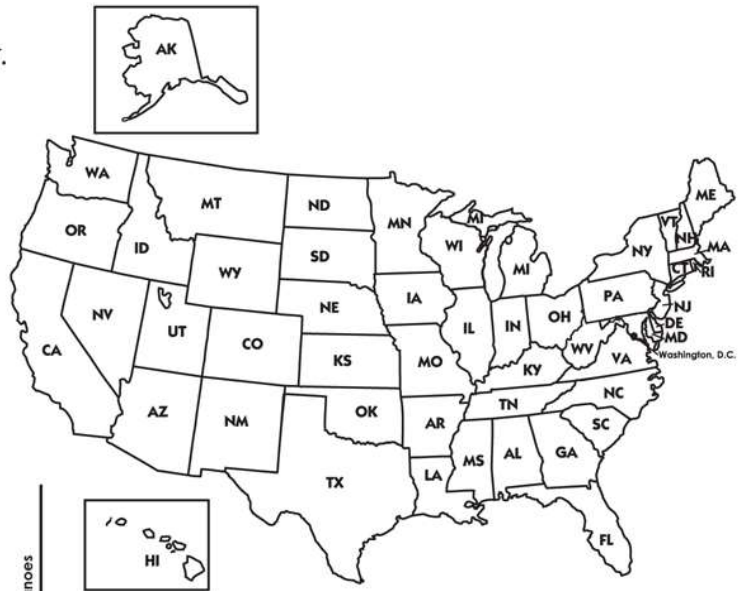 .
AK
WA
MT
ND
MN
MI
ME
VT
NH
OR
ID
WY
SD
WI
MI
NY
MA
CT
RI
NV
UT
CO
NE
IA
IL
IN
OH
PA
NJ
DE
MD
Washington, D.C.
CA
KS
MO
KY
WV
VA
AZ
NM
OK
AR
TN
NC
SC
TX
LA
MS
AL
GA
FL
HI
noes